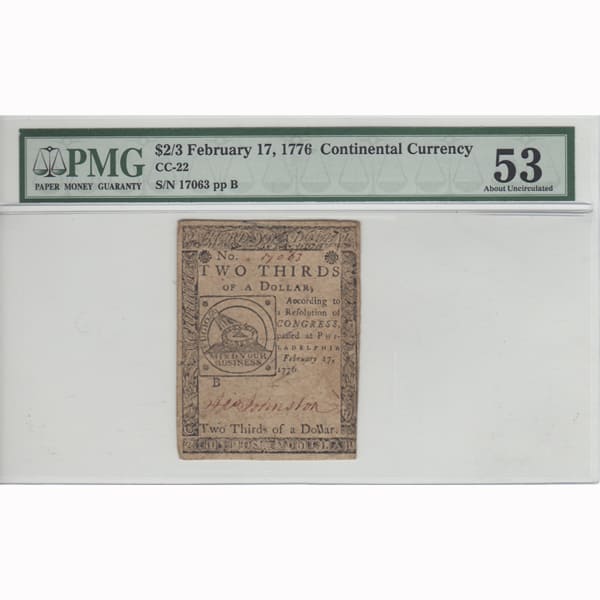 PMG
PAPER MONEY GUARANTY
$2/3 February 17, 1776 Continental Currency
CC-22
S/N 17063 pp B
53
About Uncirculated
No. 17063
TWO THIRDS
OF A DOLLAR,
According to
a Resolution of
CONGRESS,
passed at PHI-
LADELPHIA
February 17,
1776.
FUGIO
MIND YOUR
BUSINESS
B
Johnston
Two Thirds of a Dollar.